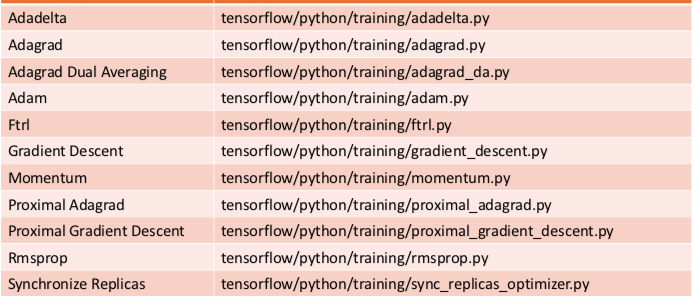 Adadelta tensorflow/python/training/adadelta.py
Adagrad tensorflow/python/training/adagrad.py
Adagrad Dual Averaging tensorflow/python/training/adagrad_da.py
Adam tensorflow/python/training/adam.py
Ftrl tensorflow/python/training/ftrl.py
Gradient Descent tensorflow/python/training/gradient_descent.py
Momentum tensorflow/python/training/momentum.py
Proximal Adagrad tensorflow/python/training/proximal_adagrad.py
Proximal Gradient Descent tensorflow/python/training/proximal_gradient_descent.py
Rmsprop tensorflow/python/training/rmsprop.py
Synchronize Replicas tensorflow/python/training/sync_replicas_optimizer.py